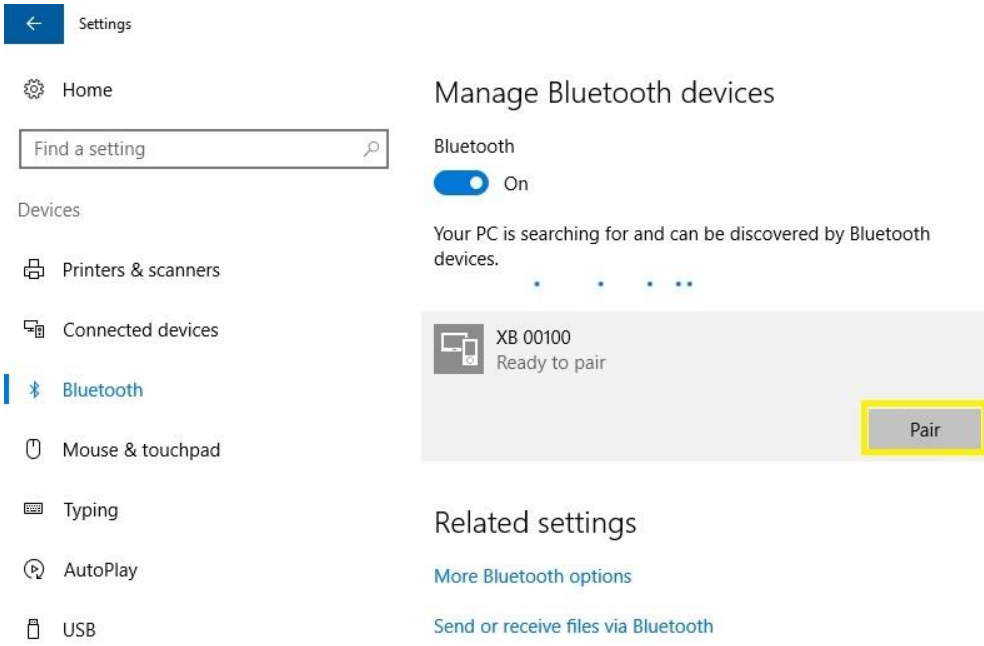 Settings
Home
Find a setting
Devices
Printers & scanners
Connected devices
Bluetooth
Mouse & touchpad
Typing
AutoPlay
USB
Manage Bluetooth devices
Bluetooth
On
Your PC is searching for and can be discovered by Bluetooth
devices.
XB 00100
Ready to pair
Pair
Related settings
More Bluetooth options
Send or receive files via Bluetooth